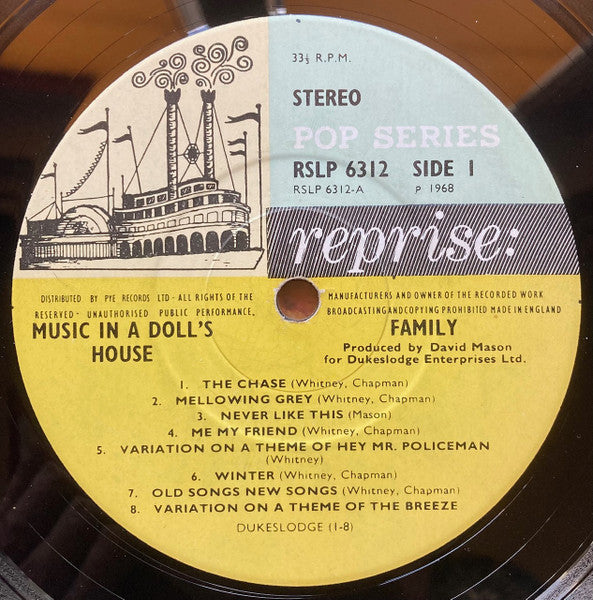 33⅓ R.P.M.
STEREO
POP SERIES
RSLP 6312 SIDE 1
RSLP 6312-A P 1968
reprise:
DISTRIBUTED BY PYE RECORDS LTD · ALL RIGHTS OF THE
RESERVED · UNAUTHORISED PUBLIC PERFORMANCE,
MANUFACTURERS AND OWNER OF THE RECORDED WORK
BROADCASTING AND COPYING PROHIBITED MADE IN ENGLAND
MUSIC IN A DOLL'S
HOUSE
FAMILY
Produced by David Mason
for Dukeslodge Enterprises Ltd.
1. THE CHASE (Whitney, Chapman)
2. MELLOWING GREY (Whitney, Chapman)
3. NEVER LIKE THIS (Mason)
4. ME MY FRIEND (Whitney, Chapman)
5. VARIATION ON A THEME OF HEY MR. POLICEMAN
(Whitney)
6. WINTER (Whitney, Chapman)
7. OLD SONGS NEW SONGS (Whitney, Chapman)
8. VARIATION ON A THEME OF THE BREEZE
DUKESLODGE (1-8)